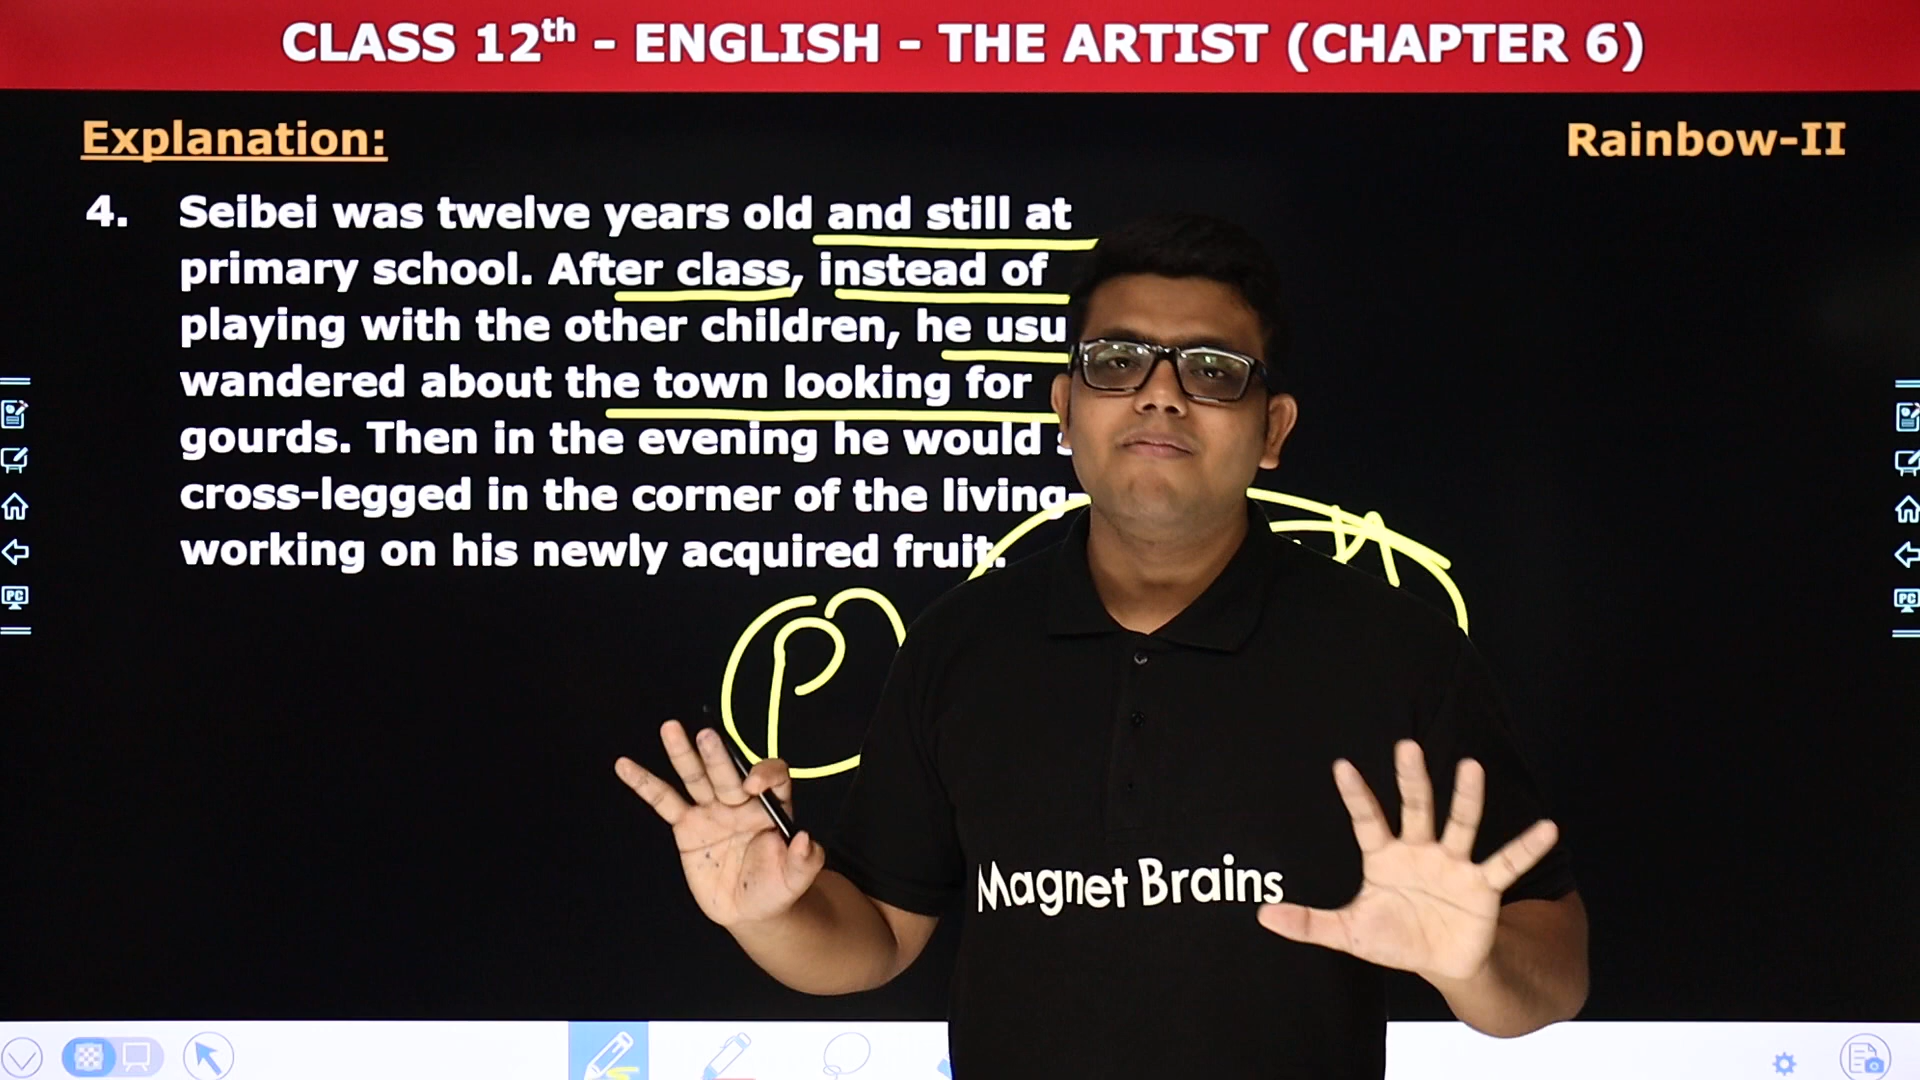 CLASS 12th - ENGLISH - THE ARTIST (CHAPTER 6)
Explanation:
Rainbow-II
4. Seibei was twelve years old and still at
primary school. After class, instead of
playing with the other children, he usu
wandered about the town looking for
gourds. Then in the evening he would s
cross-legged in the corner of the living-
working on his newly acquired fruit.
P
Magnet Brains
PC
PC